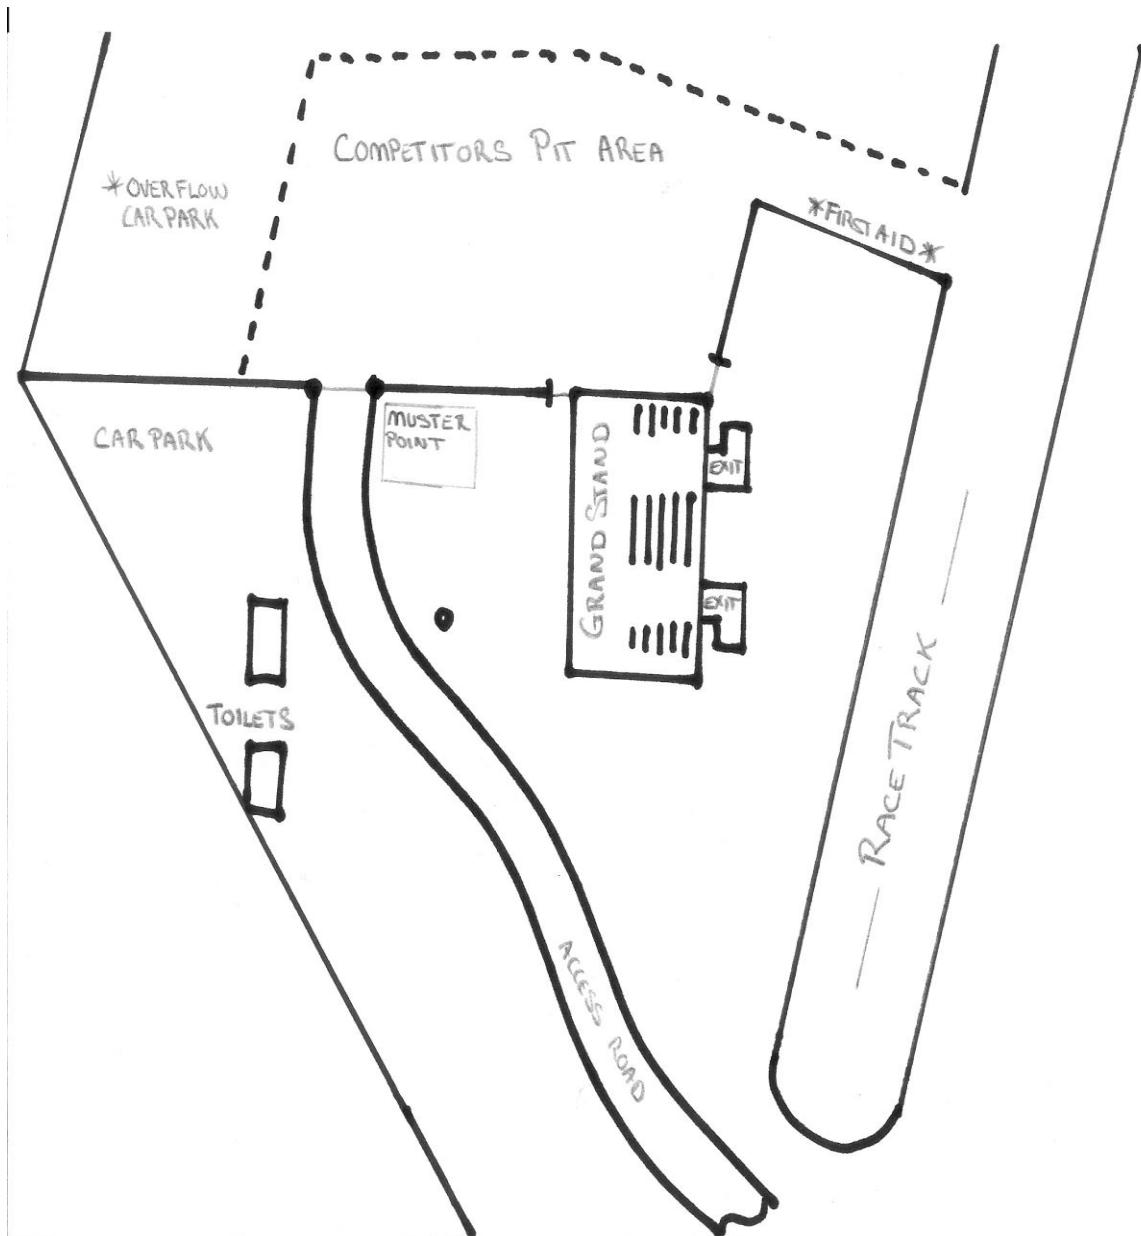 COMPETITORS PIT AREA
*OVERFLOW
CAR PARK
*FIRST AID*
CAR PARK
MUSTER
POINT
GRAND STAND
EXIT
EXIT
TOILETS
RACE TRACK
ACCESS ROAD